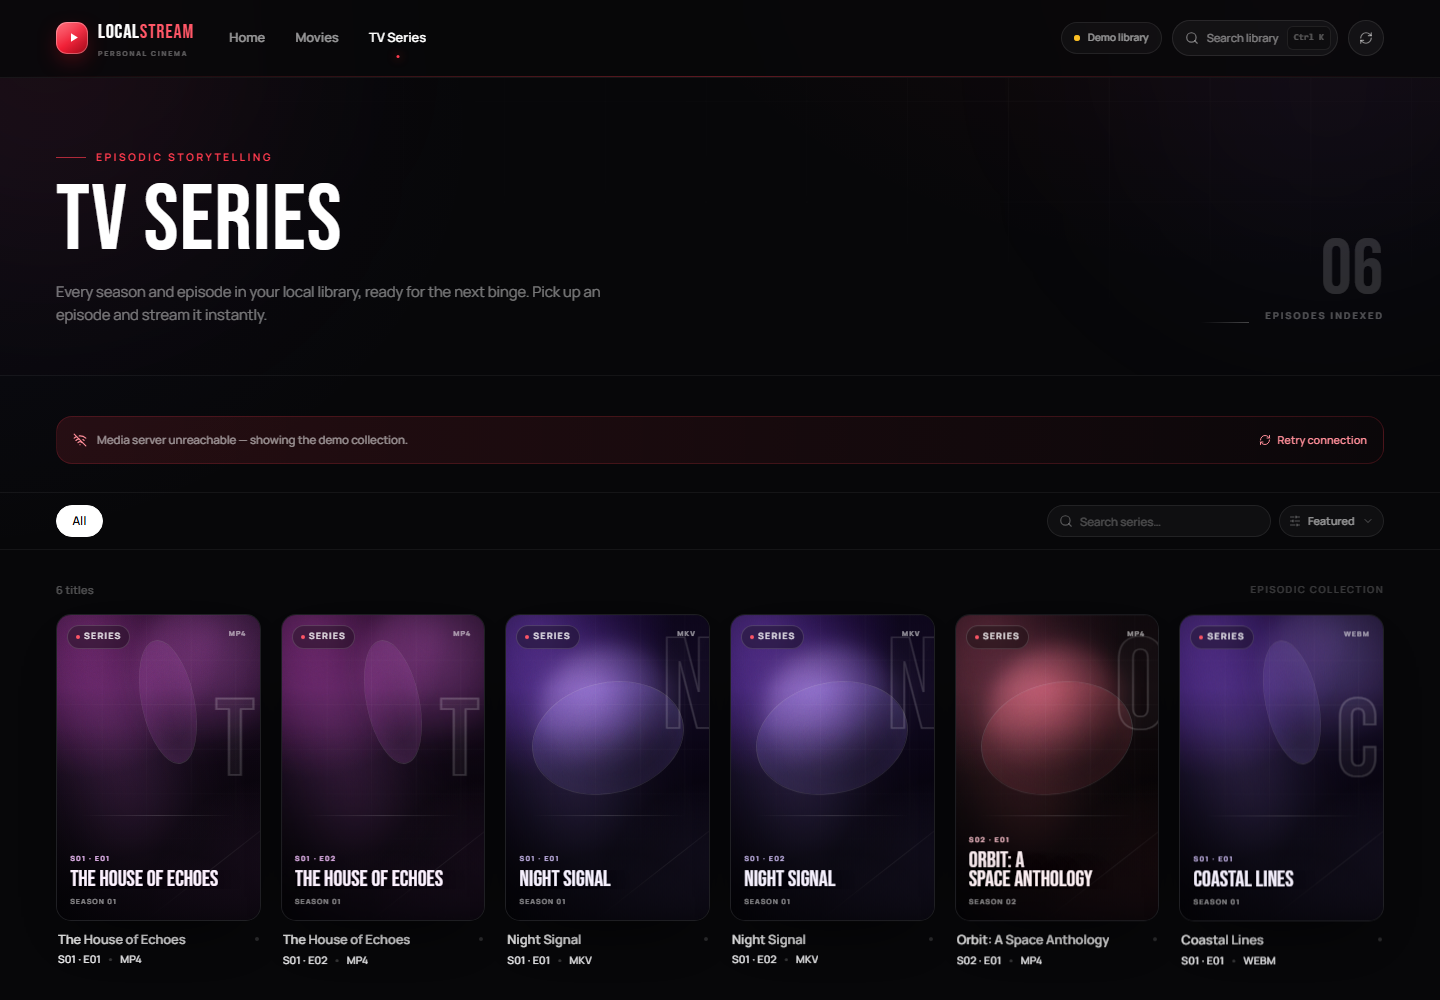 LOCALSTREAM
PERSONAL CINEMA
Home
Movies
TV Series
Demo library
Search library
Ctrl K
EPISODIC STORYTELLING
TV SERIES
Every season and episode in your local library, ready for the next binge. Pick up an
episode and stream it instantly.
06
EPISODES INDEXED
Media server unreachable — showing the demo collection.
Retry connection
All
Search series...
Featured
6 titles
EPISODIC COLLECTION
SERIES
MP4
T
S01 · E01
THE HOUSE OF ECHOES
SEASON 01
The House of Echoes
S01 · E01 • MP4
SERIES
MP4
T
S01 · E02
THE HOUSE OF ECHOES
SEASON 01
The House of Echoes
S01 · E02 • MP4
SERIES
MKV
N
S01 · E01
NIGHT SIGNAL
SEASON 01
Night Signal
S01 · E01 • MKV
SERIES
MKV
N
S01 · E02
NIGHT SIGNAL
SEASON 01
Night Signal
S01 · E02 • MKV
SERIES
MP4
O
S02 · E01
ORBIT: A
SPACE ANTHOLOGY
SEASON 02
Orbit: A Space Anthology
S02 · E01 • MP4
SERIES
WEBM
C
S01 · E01
COASTAL LINES
SEASON 01
Coastal Lines
S01 · E01 • WEBM